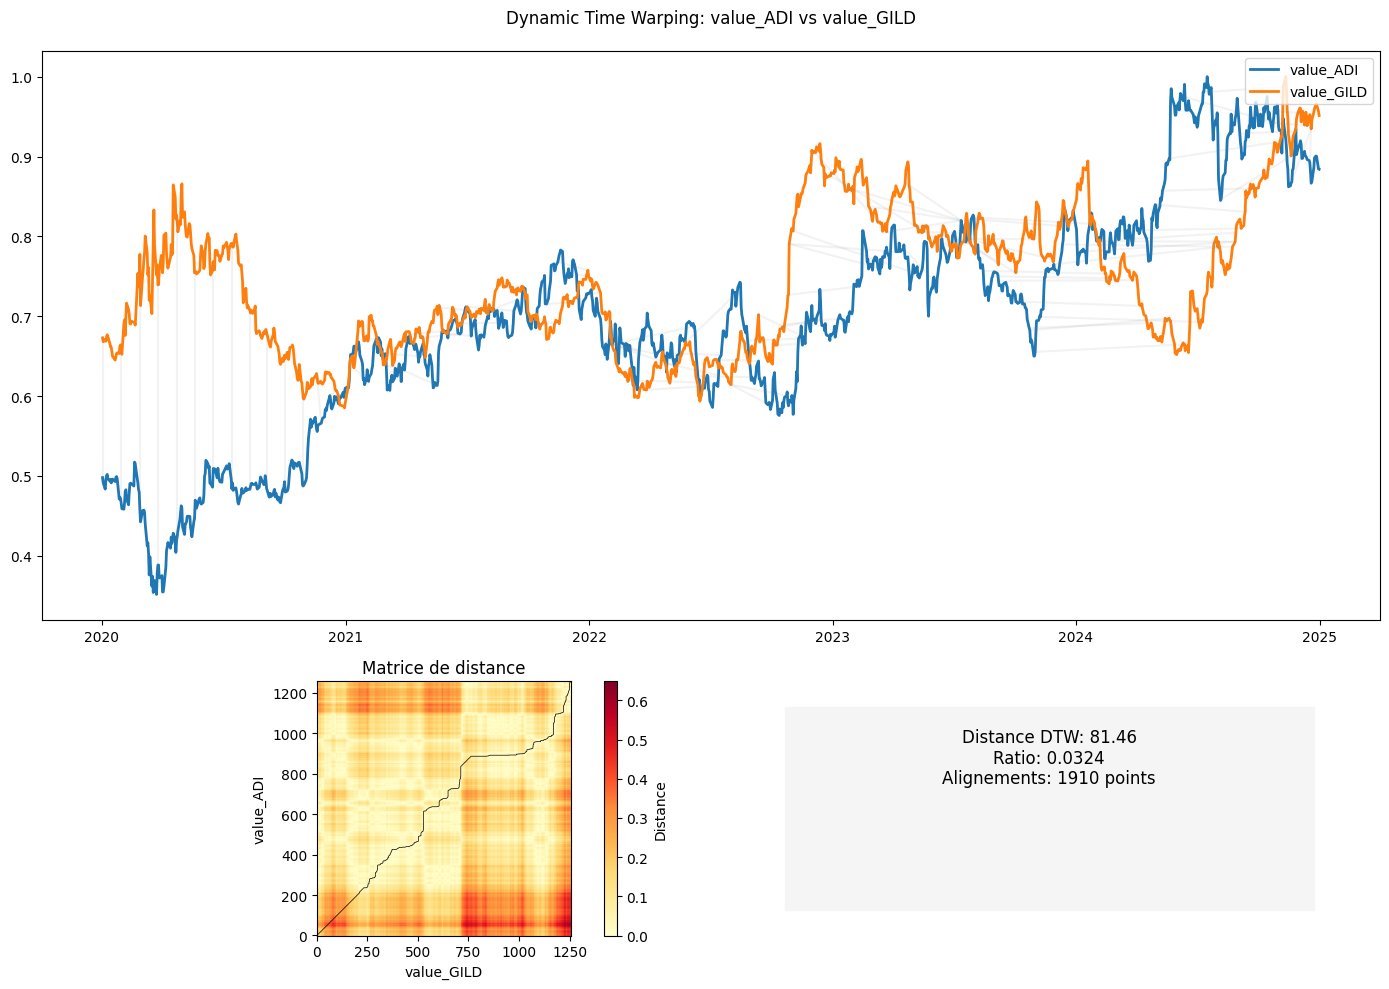 Dynamic Time Warping: value_ADI vs value_GILD
value_ADI
value_GILD
1.0
0.9
0.8
0.7
0.6
0.5
0.4
2020 2021 2022 2023 2024 2025
Matrice de distance
value_ADI
1200
1000
800
600
400
200
0
0 250 500 750 1000 1250
value_GILD
0.6
0.5
0.4
0.3
0.2
0.1
0.0
Distance
Distance DTW: 81.46
Ratio: 0.0324
Alignements: 1910 points